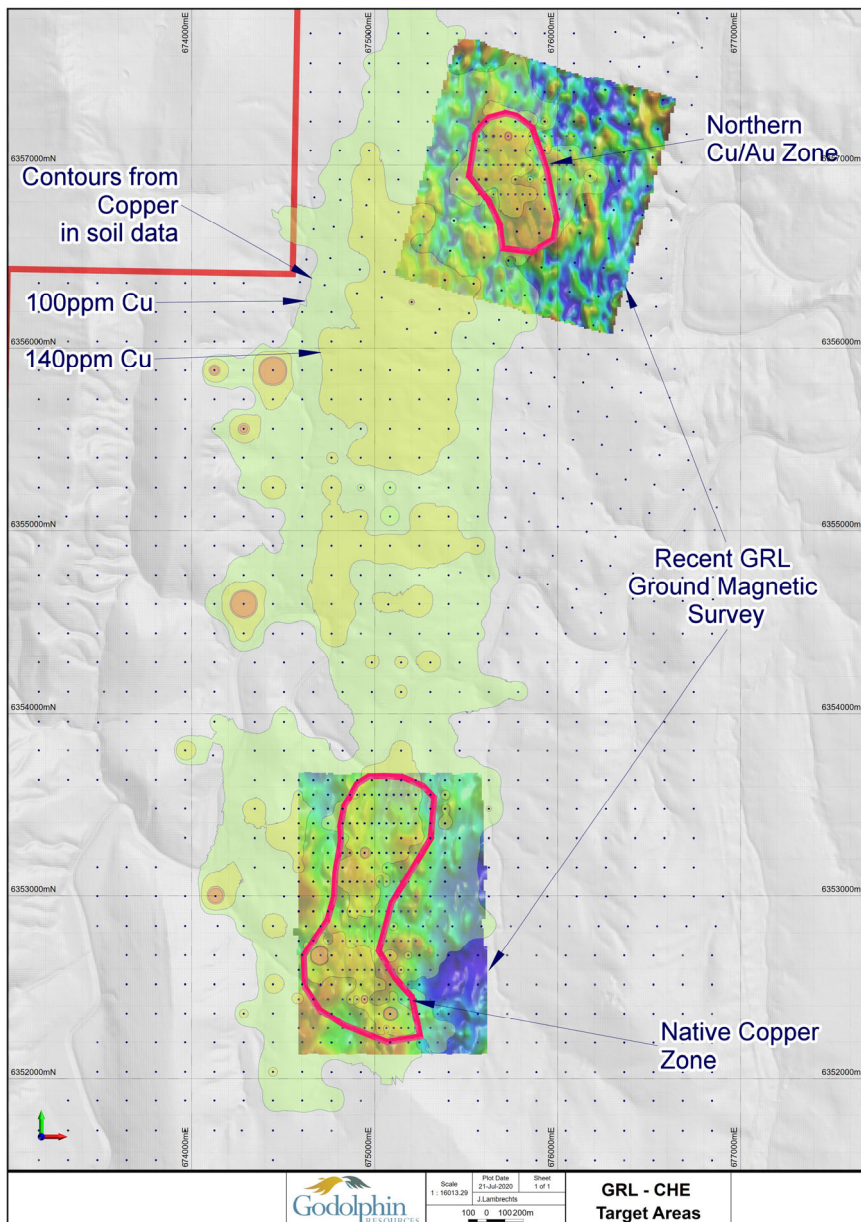 674000mE
675000mE
676000mE
677000mE
6357000mN
6357000mN
Northern
Cu/Au Zone
Contours from
Copper
in soil data
100ppm Cu
6356000mN
6356000mN
140ppm Cu
6355000mN
6355000mN
Recent GRL
Ground Magnetic
Survey
6354000mN
6354000mN
6353000mN
6353000mN
Native Copper
Zone
6352000mN
6352000mN
674000mE
675000mE
676000mE
677000mE
Godolphin
RESOURCES
Scale
1 : 16013.29
Plot Date
21-Jul-2020
Sheet
1 of 1
J.Lambrechts
100 0 100 200m
GRL - CHE
Target Areas